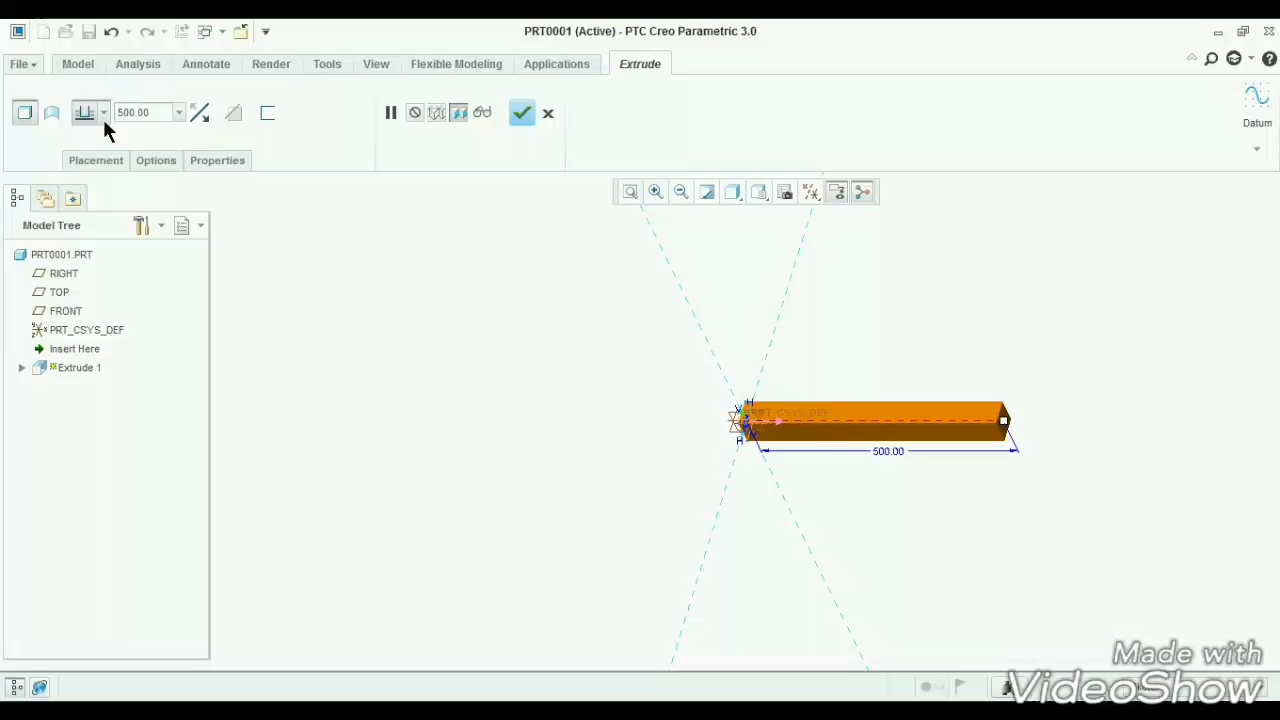 PRT0001 (Active) - PTC Creo Parametric 3.0
File Model Analysis Annotate Render Tools View Flexible Modeling Applications Extrude
500.00
Datum
Placement Options Properties
Model Tree
PRT0001.PRT
RIGHT
TOP
FRONT
PRT_CSYS_DEF
Insert Here
Extrude 1
H
PRT_CSYS_DEF
H
500.00
Made with
VideoShow